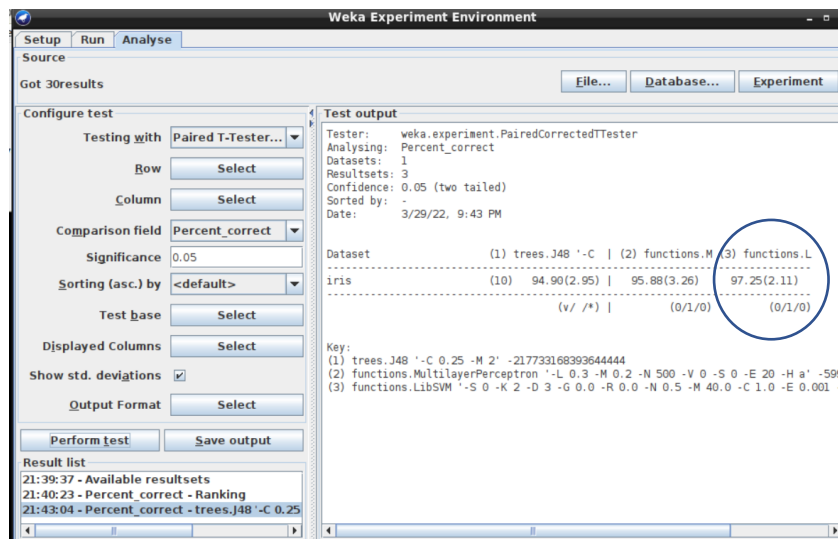 Weka Experiment Environment
Setup Run Analyse
Source
Got 30results
File... Database... Experiment
Configure test
Testing with Paired T-Tester...
Row Select
Column Select
Comparison field Percent_correct
Significance 0.05
Sorting (asc.) by <default>
Test base Select
Displayed Columns Select
Show std. deviations
Output Format Select
Perform test Save output
Result list
21:39:37 - Available resultsets
21:40:23 - Percent_correct - Ranking
21:43:04 - Percent_correct - trees.J48 '-C 0.25
Test output
Tester: weka.experiment.PairedCorrectedTTester
Analysing: Percent_correct
Datasets: 1
Resultsets: 3
Confidence: 0.05 (two tailed)
Sorted by: -
Date: 3/29/22, 9:43 PM
Dataset (1) trees.J48 '-C | (2) functions.M (3) functions.L
--------------------------------------------------------------
iris (10) 94.90(2.95) | 95.88(3.26) 97.25(2.11)
--------------------------------------------------------------
(v/ /*) | (0/1/0) (0/1/0)
Key:
(1) trees.J48 '-C 0.25 -M 2' -217733168393644444
(2) functions.MultilayerPerceptron '-L 0.3 -M 0.2 -N 500 -V 0 -S 0 -E 20 -H a' -599
(3) functions.LibSVM '-S 0 -K 2 -D 3 -G 0.0 -R 0.0 -N 0.5 -M 40.0 -C 1.0 -E 0.001